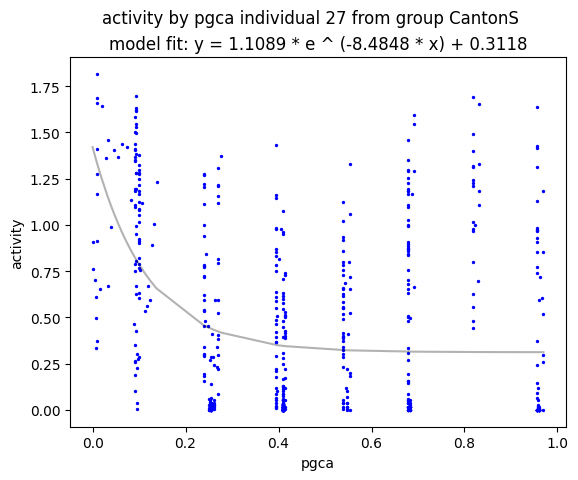 activity by pgca individual 27 from group CantonS
model fit: y = 1.1089 * e ^ (-8.4848 * x) + 0.3118
1.75
1.50
1.25
1.00
0.75
0.50
0.25
0.00
activity
0.0 0.2 0.4 0.6 0.8 1.0
pgca